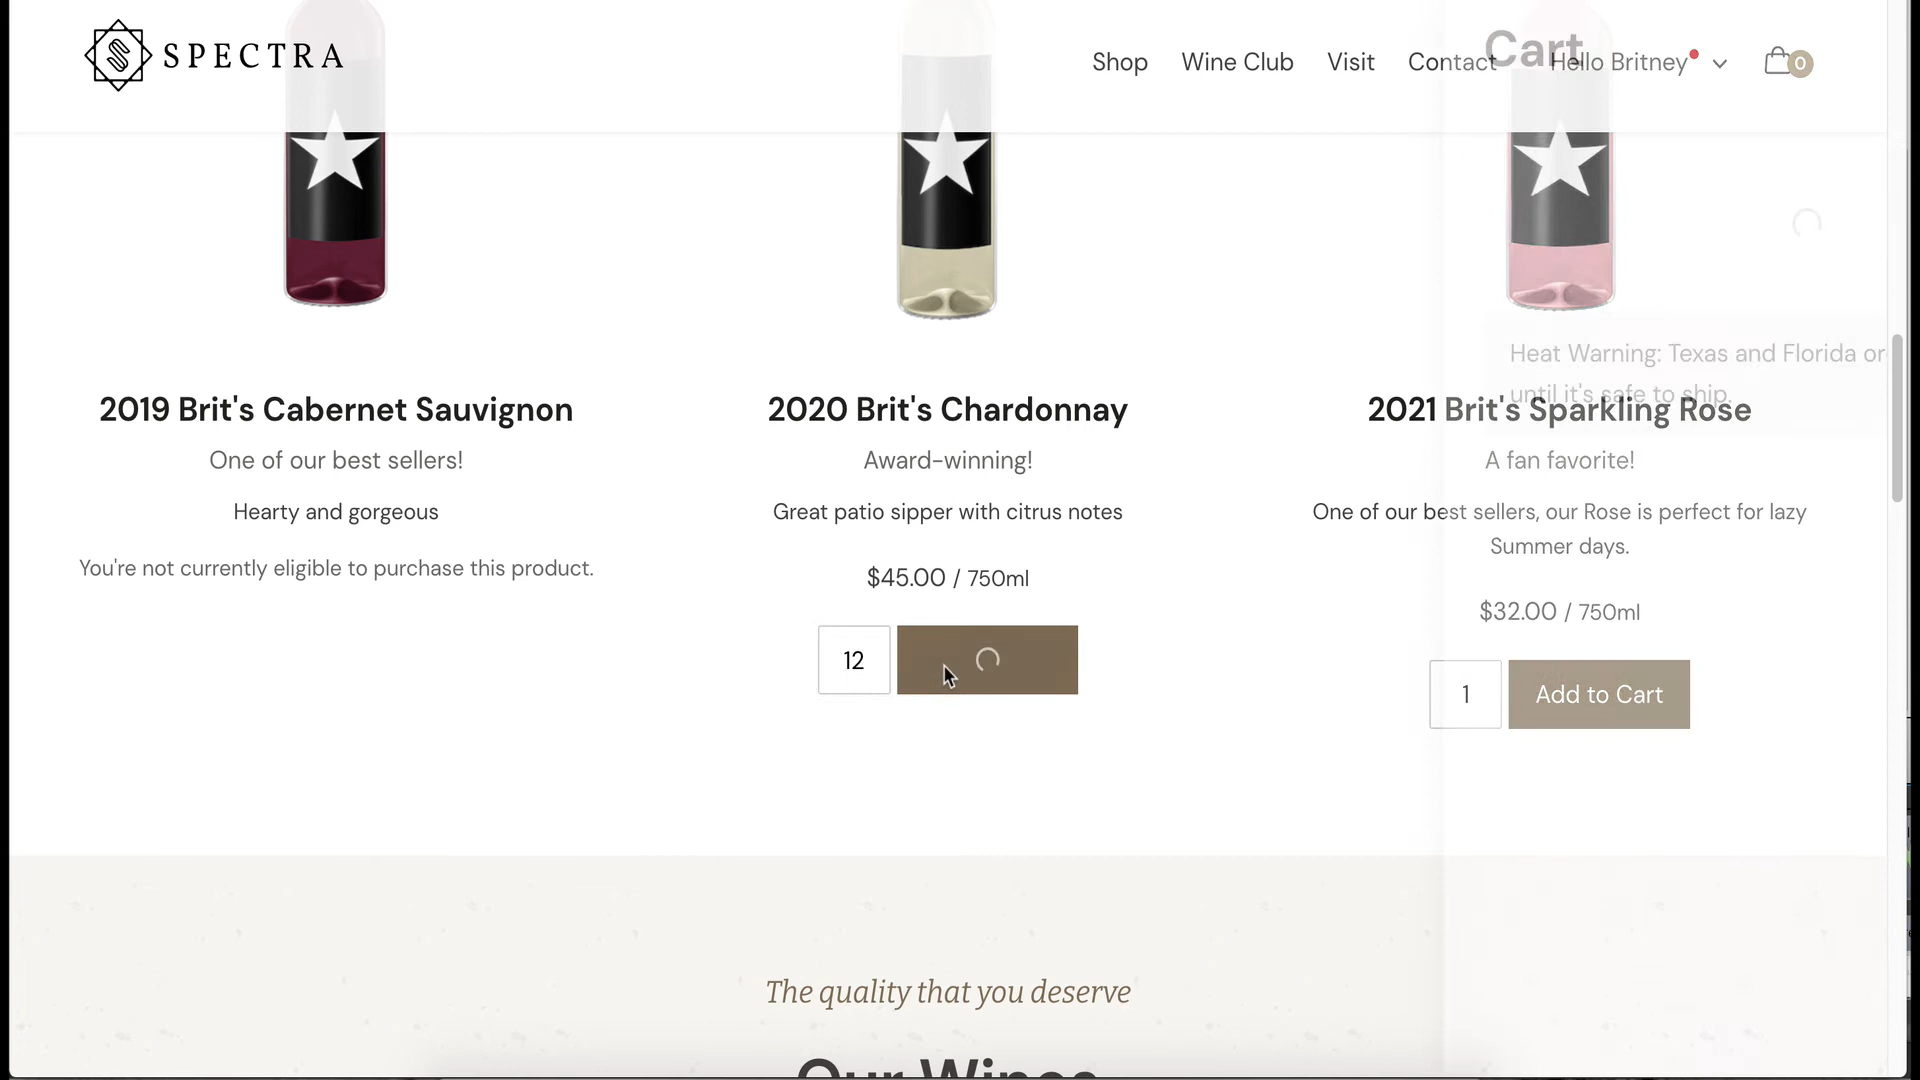 SPECTRA
Shop
Wine Club
Visit
Contact
Cart
Hello Britney
0
Heat Warning: Texas and Florida or
until it's safe to ship.
2019 Brit's Cabernet Sauvignon
One of our best sellers!
Hearty and gorgeous
You're not currently eligible to purchase this product.
2020 Brit's Chardonnay
Award-winning!
Great patio sipper with citrus notes
$45.00 / 750ml
12
2021 Brit's Sparkling Rose
A fan favorite!
One of our best sellers, our Rose is perfect for lazy
Summer days.
$32.00 / 750ml
1
Add to Cart
The quality that you deserve
Our Wines